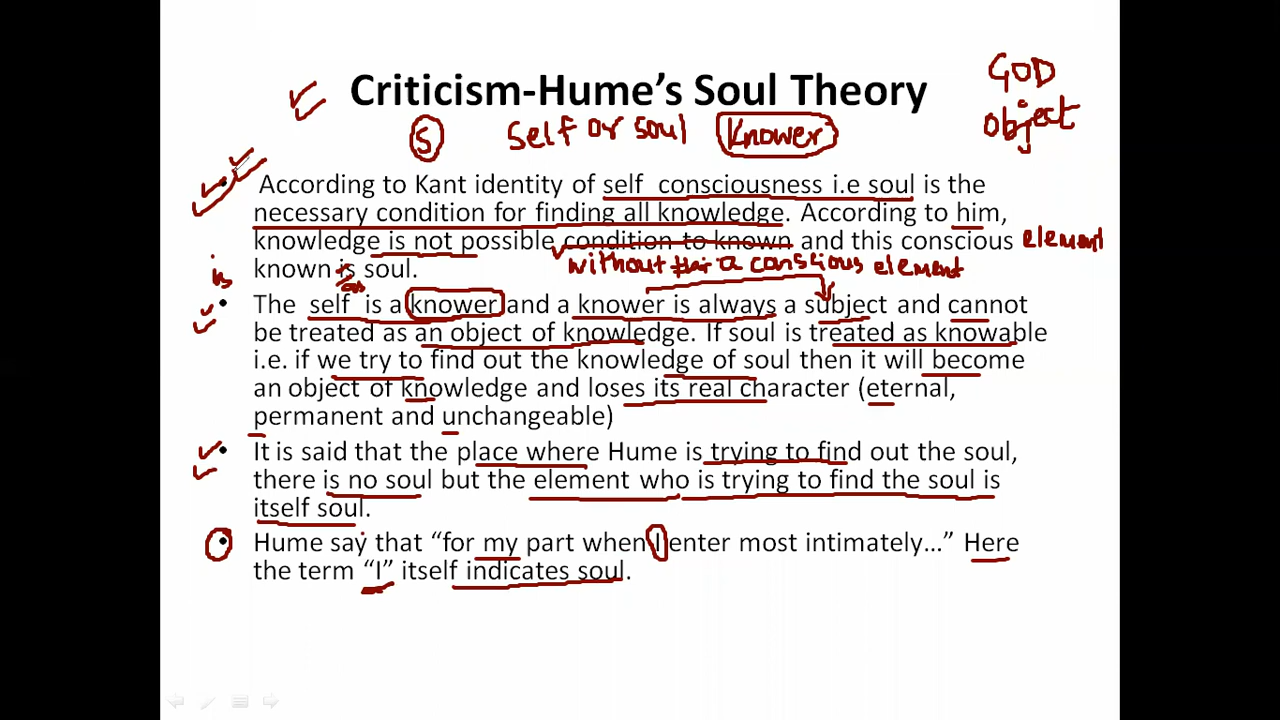 GOD
Criticism-Hume's Soul Theory
Object
S Self or Soul Knower
According to Kant identity of self consciousness i.e soul is the
necessary condition for finding all knowledge. According to him,
knowledge is not possible condition to known and this conscious element
without a conscious element
known is soul.
is
as
• The self is a knower and a knower is always a subject and cannot
be treated as an object of knowledge. If soul is treated as knowable
i.e. if we try to find out the knowledge of soul then it will become
an object of knowledge and loses its real character (eternal,
permanent and unchangeable)
• It is said that the place where Hume is trying to find out the soul,
there is no soul but the element who is trying to find the soul is
itself soul.
• Hume say that “for my part when I enter most intimately...” Here
the term “I” itself indicates soul.